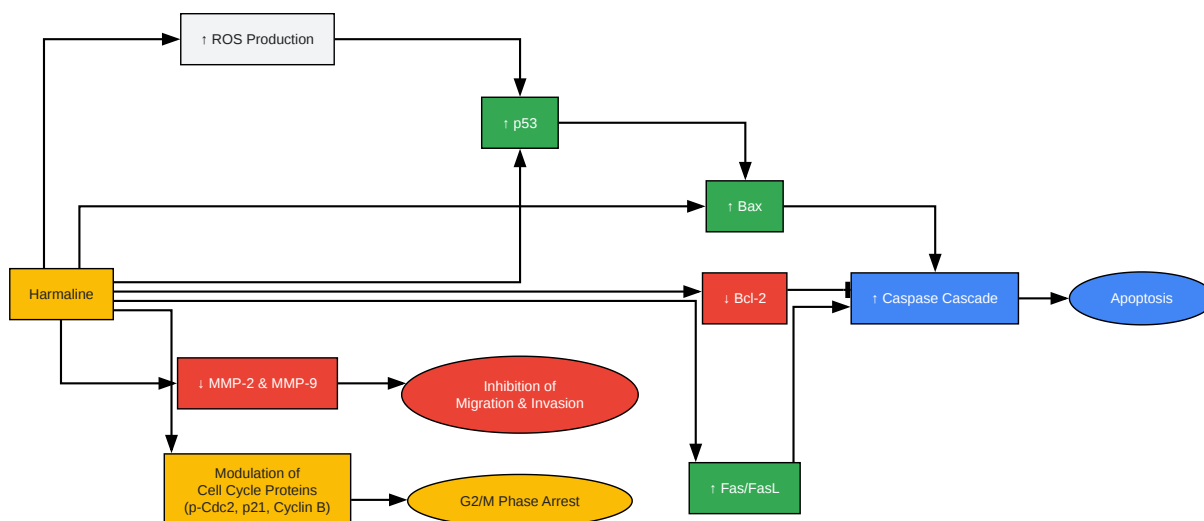 ↑ ROS Production
↑ p53
↑ Bax
Harmaline
↓ Bcl-2
↑ Caspase Cascade
Apoptosis
↓ MMP-2 & MMP-9
Inhibition of
Migration & Invasion
Modulation of
Cell Cycle Proteins
(p-Cdc2, p21, Cyclin B)
G2/M Phase Arrest
↑ Fas/FasL